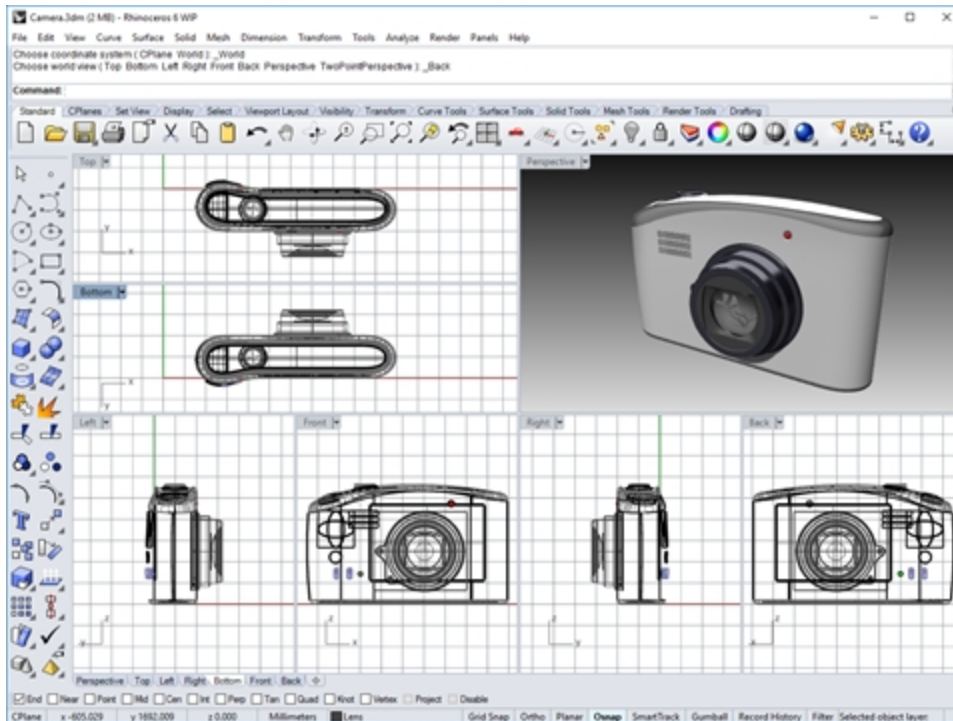 Camera.3dm (2 MB) - Rhinoceros 6 WIP
File Edit View Curve Surface Solid Mesh Dimension Transform Tools Analyze Render Panels Help
Choose coordinate system ( CPlane World ): _World
Choose world view ( Top Bottom Left Right Front Back Perspective TwoPointPerspective ): _Back
Command:
Standard CPlanes Set View Display Select Viewport Layout Visibility Transform Curve Tools Surface Tools Solid Tools Mesh Tools Render Tools Drafting
Top Perspective
y
x
Bottom
x
y
Left Front Right Back
z z z z
y x y x
Perspective Top Left Right Bottom Front Back
End Near Point Mid Cen Int Perp Tan Quad Knot Vertex Project Disable
CPlane x -605.029 y 1692.009 z 0.000 Millimeters Lens Grid Snap Ortho Planar Osnap SmartTrack Gumball Record History Filter Selected object layer: